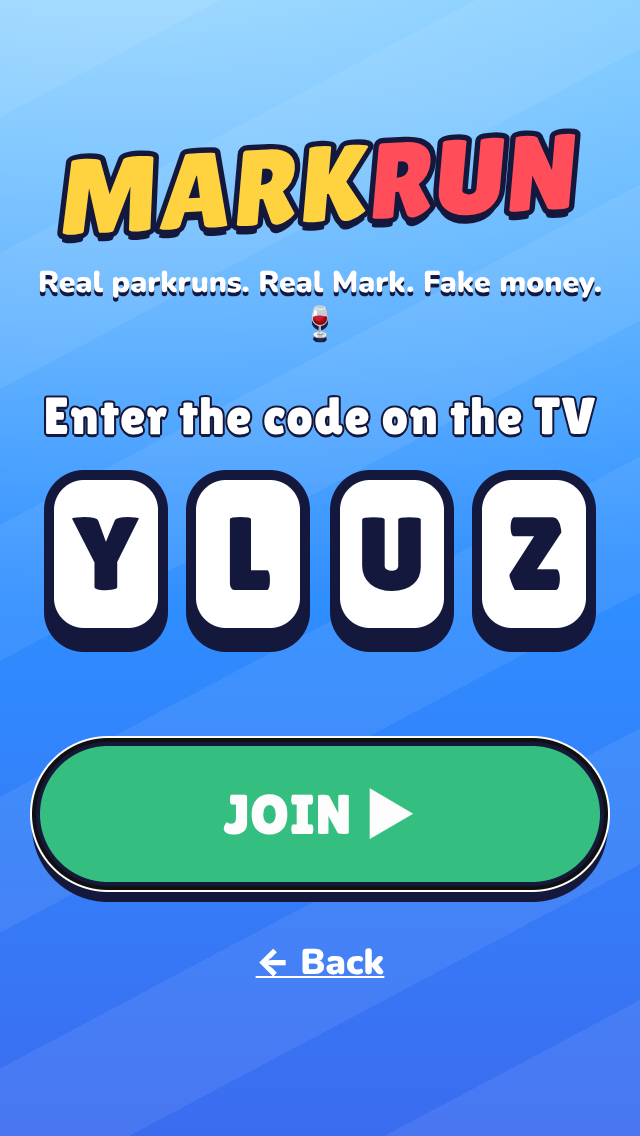 MARKRUN
Real parkruns. Real Mark. Fake money.
🍷
Enter the code on the TV
Y L U Z
JOIN ▶
← Back